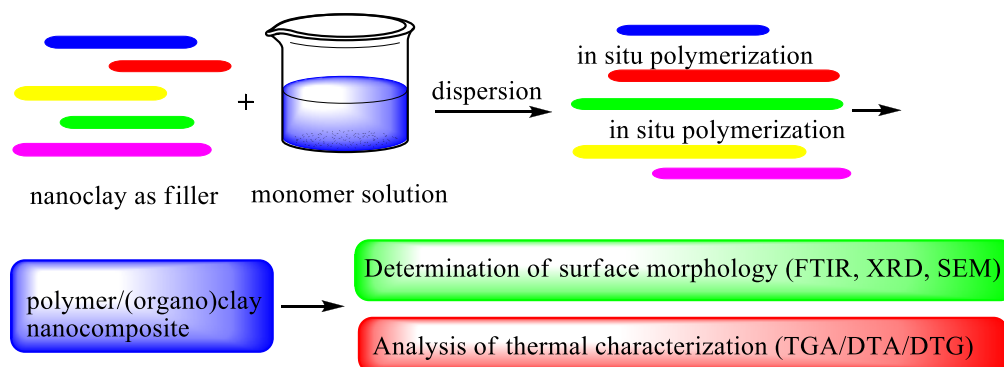 in situ polymerization
+
dispersion
in situ polymerization
nanoclay as filler
monomer solution
Determination of surface morphology (FTIR, XRD, SEM)
polymer/(organo)clay
nanocomposite
Analysis of thermal characterization (TGA/DTA/DTG)